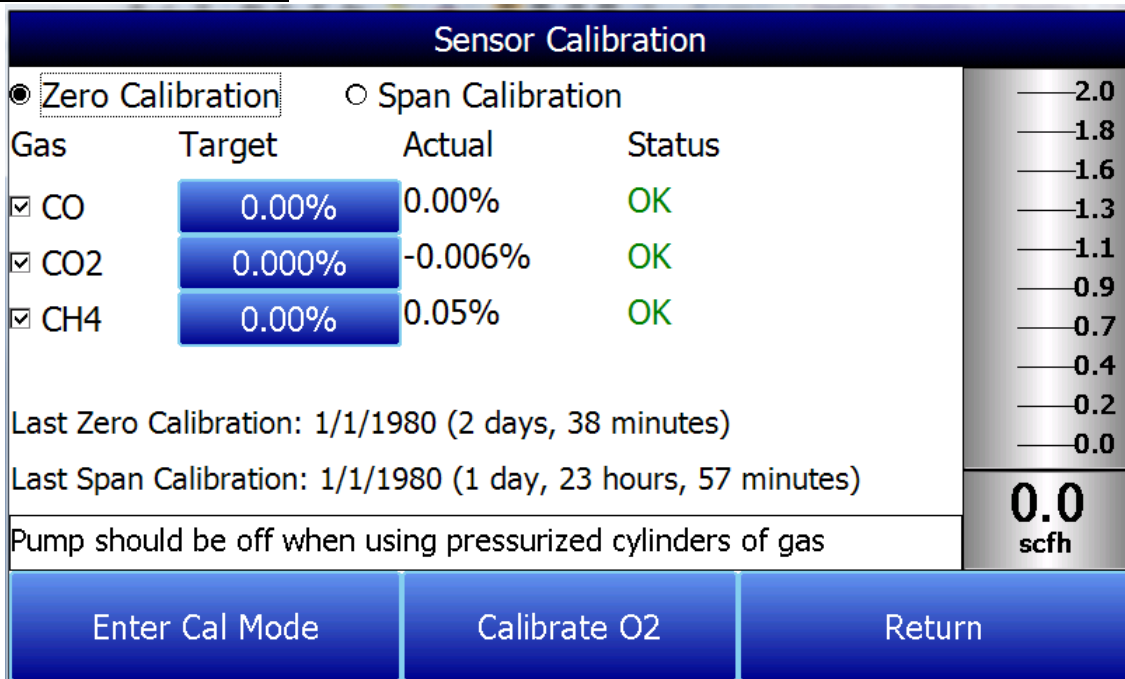 Sensor Calibration
Zero Calibration Span Calibration
Gas Target Actual Status
CO 0.00% 0.00% OK
CO2 0.000% -0.006% OK
CH4 0.00% 0.05% OK
Last Zero Calibration: 1/1/1980 (2 days, 38 minutes)
Last Span Calibration: 1/1/1980 (1 day, 23 hours, 57 minutes)
Pump should be off when using pressurized cylinders of gas
2.0
1.8
1.6
1.3
1.1
0.9
0.7
0.4
0.2
0.0
0.0
scfh
Enter Cal Mode Calibrate O2 Return